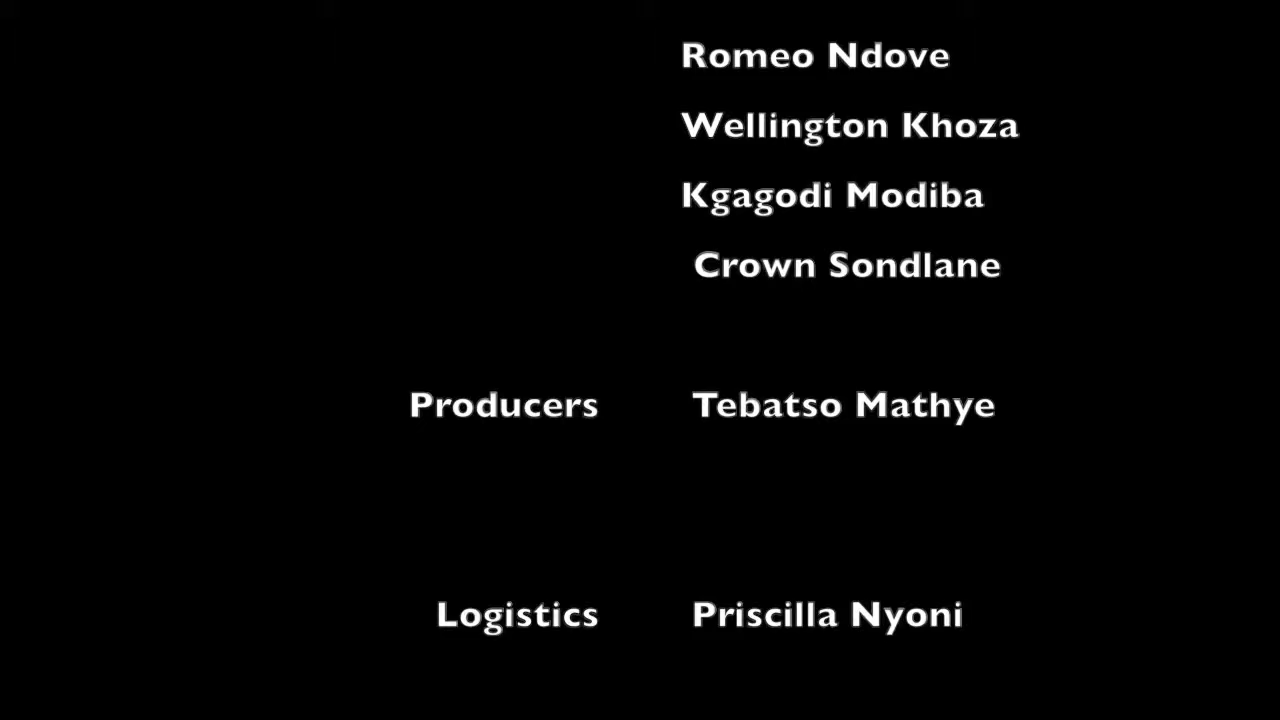 Romeo Ndove
Wellington Khoza
Kgagodi Modiba
Crown Sondlane
Producers Tebatso Mathye
Logistics Priscilla Nyoni